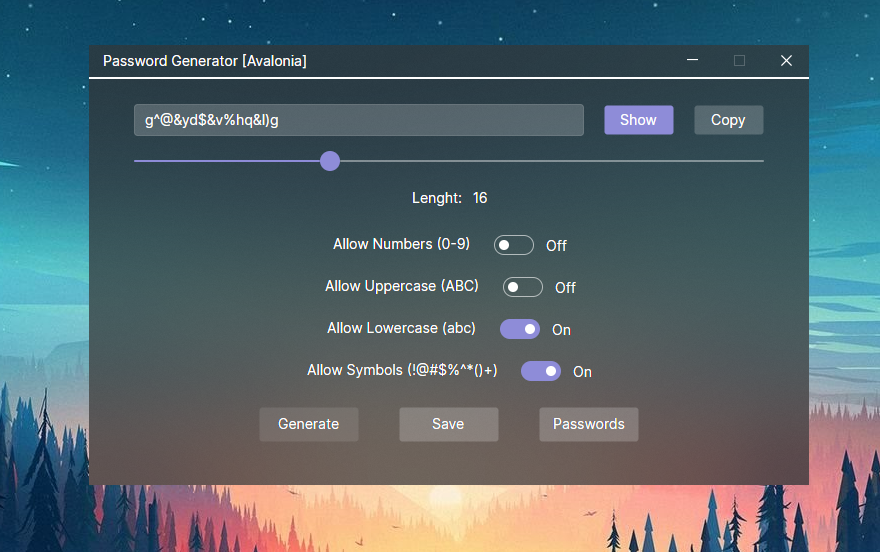 Password Generator [Avalonia]
g^@&yd$&v%hq&l)g Show Copy
Lenght: 16
Allow Numbers (0-9) Off
Allow Uppercase (ABC) Off
Allow Lowercase (abc) On
Allow Symbols (!@#$%^*()+) On
Generate Save Passwords